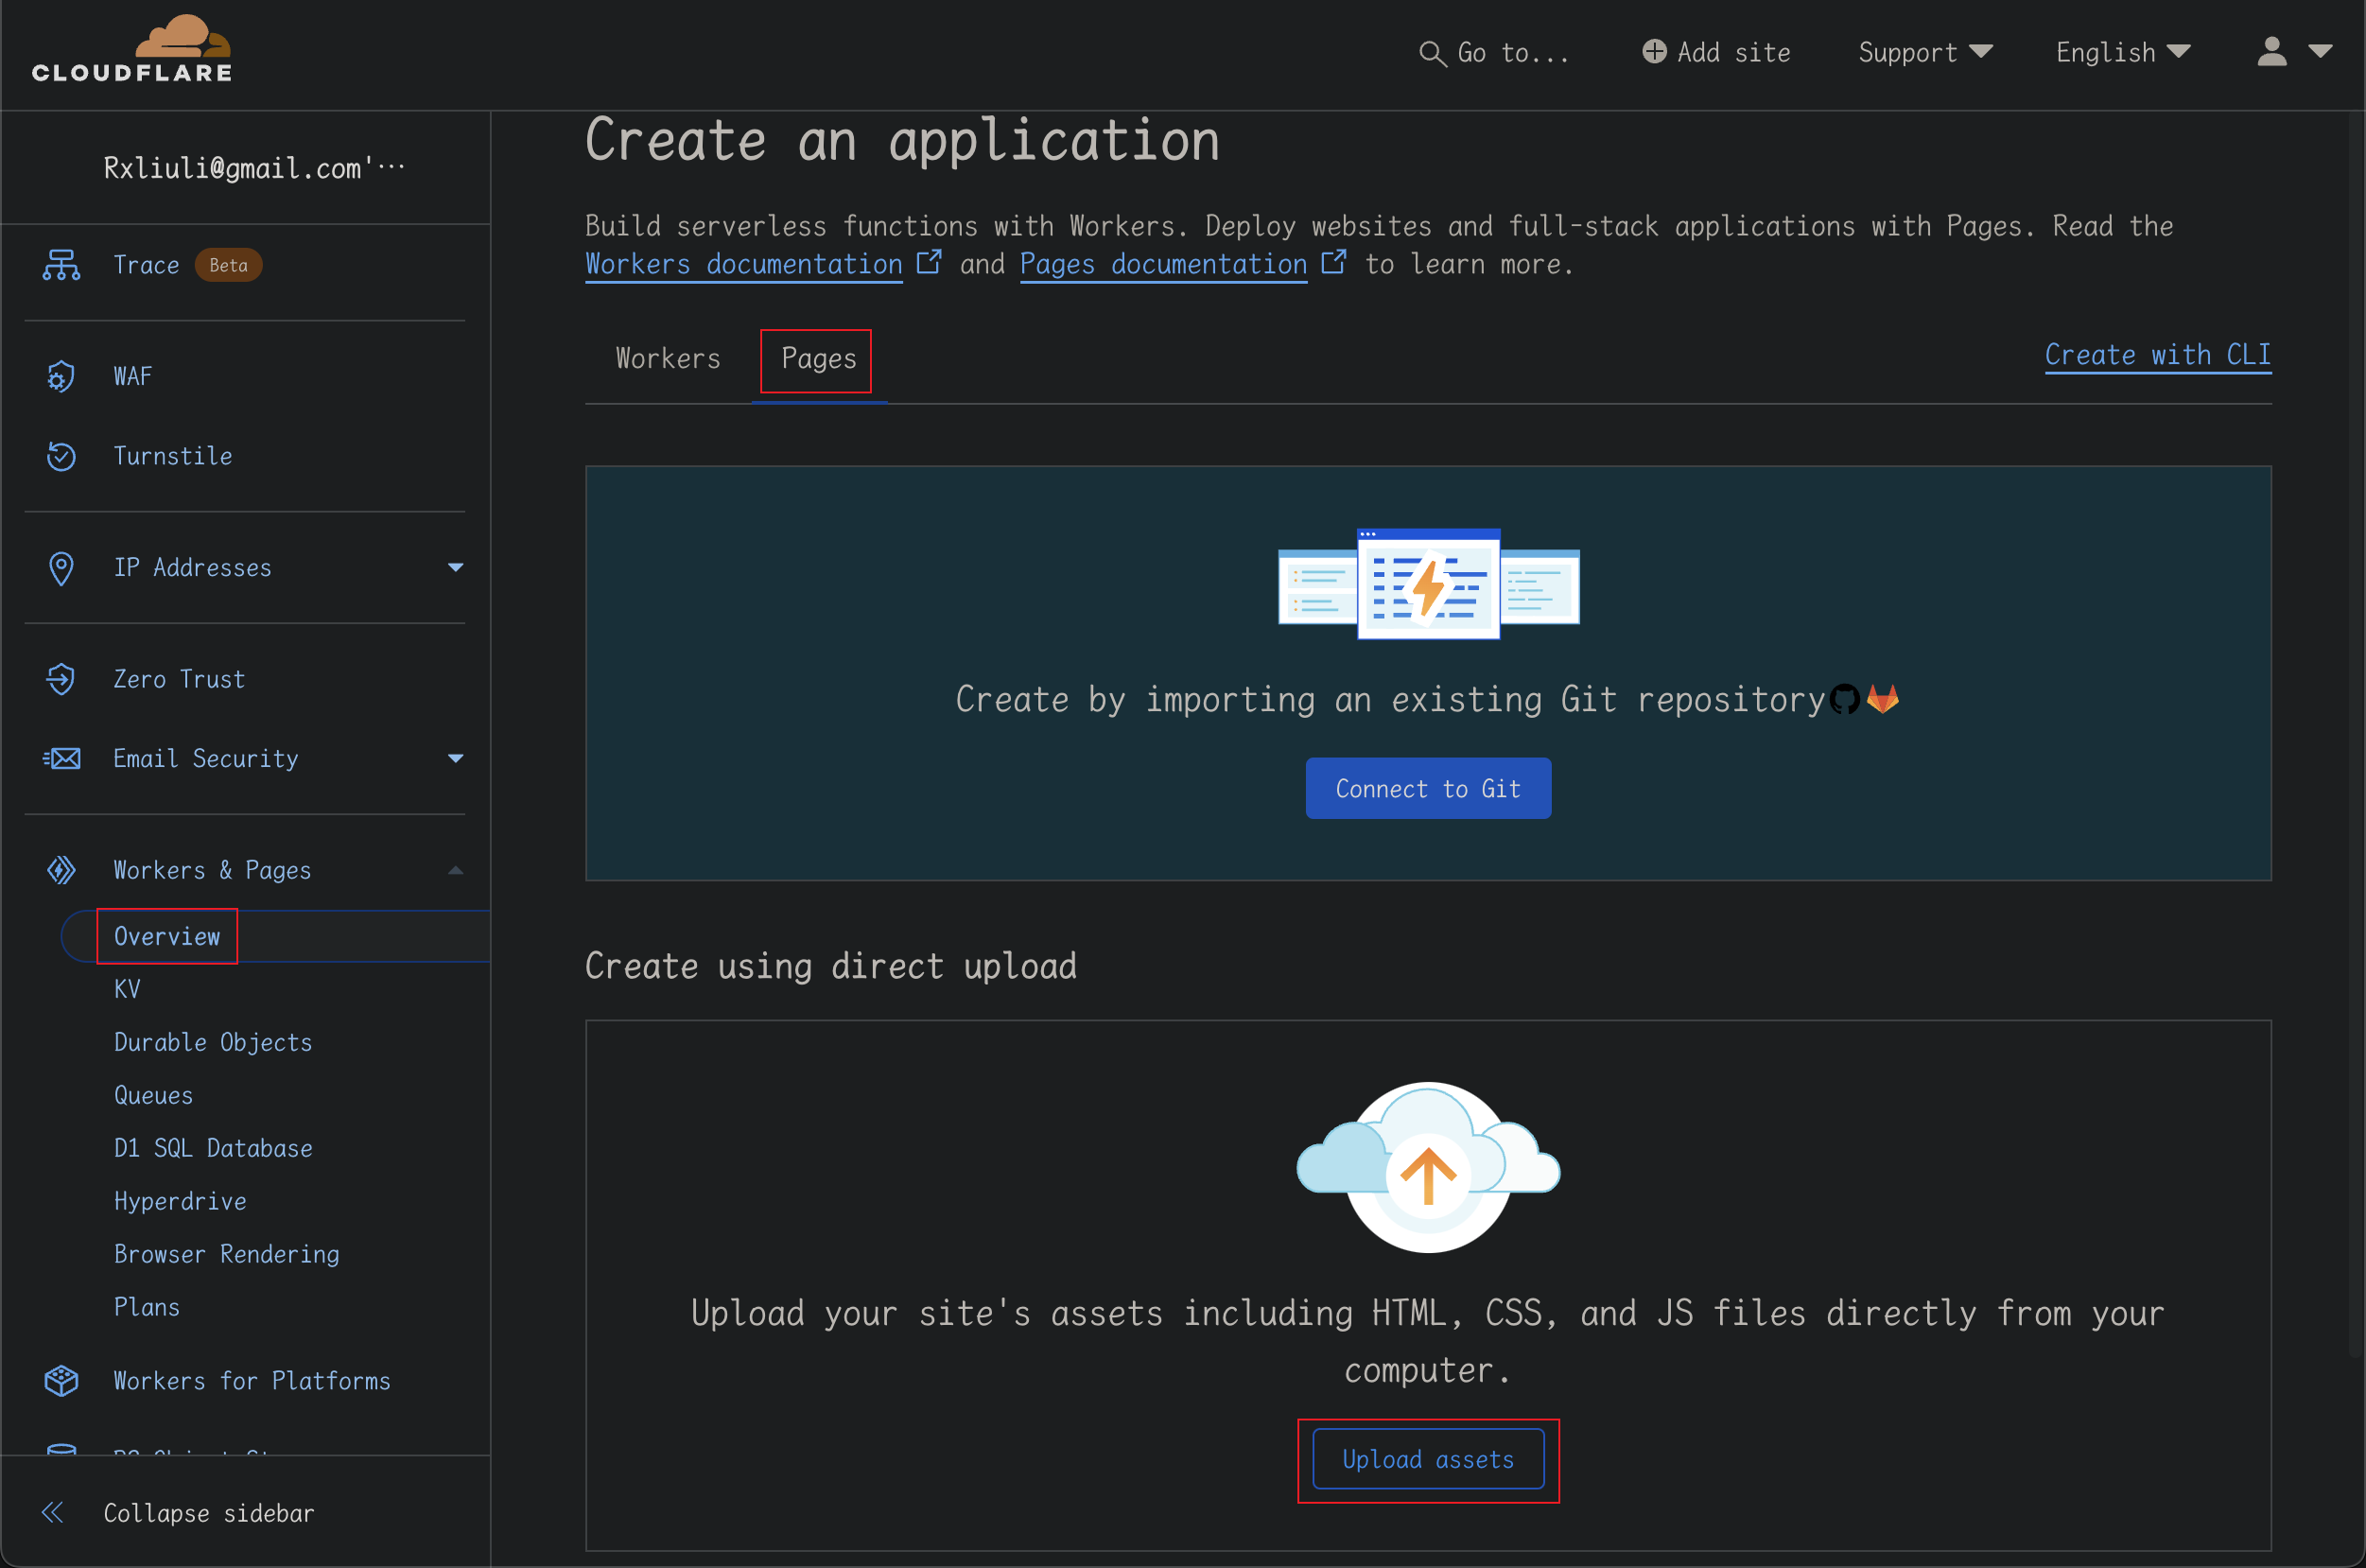 CLOUDFLARE
Go to...
Add site
Support
English
Rxliuli@gmail.com'...
Trace Beta
WAF
Turnstile
IP Addresses
Zero Trust
Email Security
Workers & Pages
Overview
KV
Durable Objects
Queues
D1 SQL Database
Hyperdrive
Browser Rendering
Plans
Workers for Platforms
Collapse sidebar
Create an application
Build serverless functions with Workers. Deploy websites and full-stack applications with Pages. Read the
Workers documentation and Pages documentation to learn more.
Workers
Pages
Create with CLI
Create by importing an existing Git repository
Connect to Git
Create using direct upload
Upload your site's assets including HTML, CSS, and JS files directly from your
computer.
Upload assets